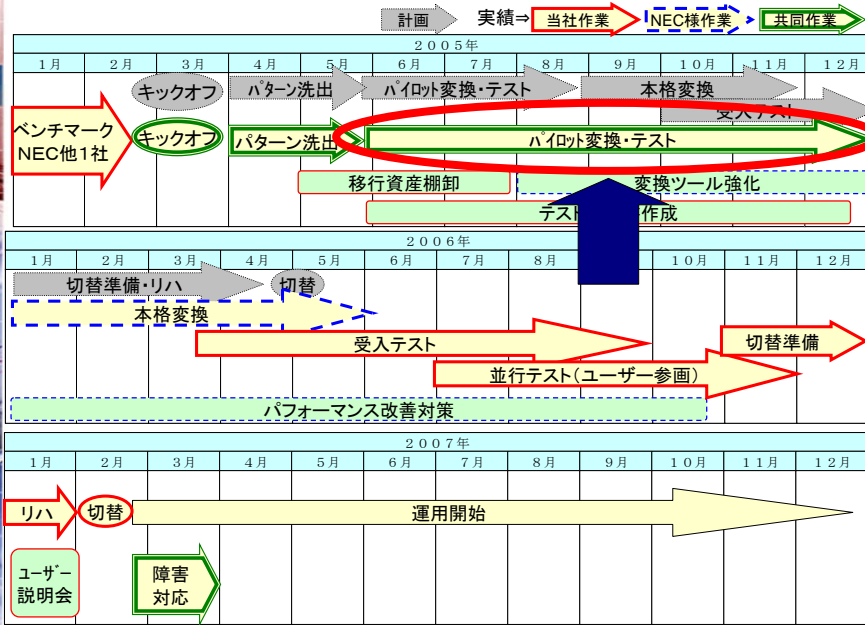 計画 実績⇒ 当社作業 NEC様作業 共同作業
2005年
1月 2月 3月 4月 5月 6月 7月 8月 9月 10月 11月 12月
キックオフ パターン洗出 パイロット変換・テスト 本格変換
受入テスト
ベンチマーク
NEC他1社
キックオフ パターン洗出 パイロット変換・テスト
移行資産棚卸 変換ツール強化
テスト 作成
2006年
1月 2月 3月 4月 5月 6月 7月 8月 9月 10月 11月 12月
切替準備・リハ 切替
本格変換
受入テスト 切替準備
並行テスト(ユーザー参画)
パフォーマンス改善対策
2007年
1月 2月 3月 4月 5月 6月 7月 8月 9月 10月 11月 12月
リハ 切替 運用開始
ユーザー
説明会
障害
対応